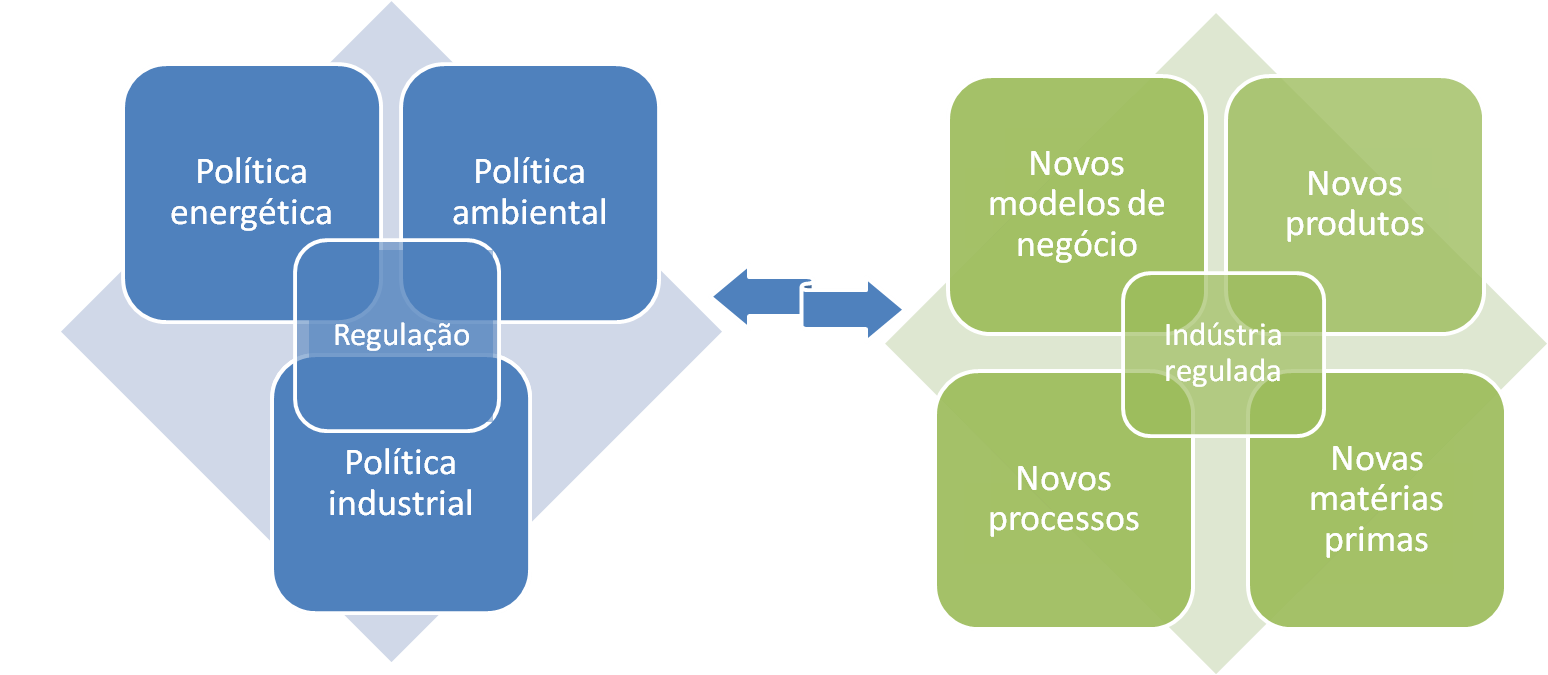 Política
energética
Política
ambiental
Regulação
Política
industrial
Novos
modelos de
negócio
Novos
produtos
Indústria
regulada
Novos
processos
Novas
matérias
primas